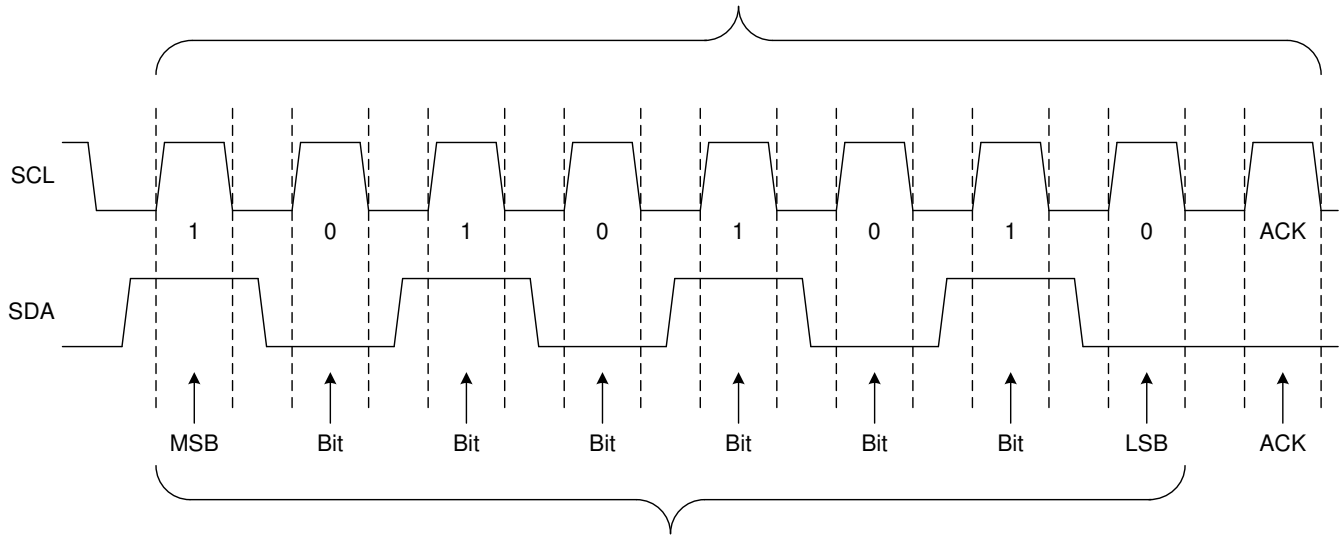 SCL
1 0 1 0 1 0 1 0 ACK
SDA
MSB Bit Bit Bit Bit Bit Bit LSB ACK